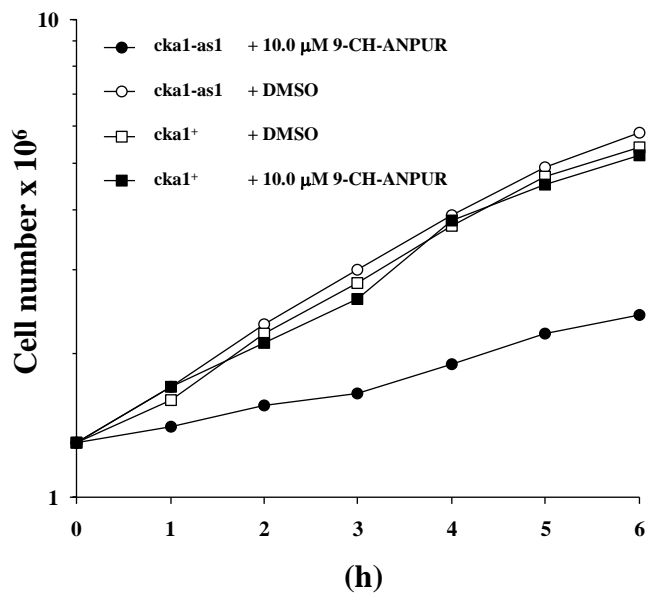 10
cka1-as1 + 10.0 μM 9-CH-ANPUR
cka1-as1 + DMSO
cka1⁺ + DMSO
cka1⁺ + 10.0 μM 9-CH-ANPUR
Cell number x 10⁶
1
0 1 2 3 4 5 6
(h)